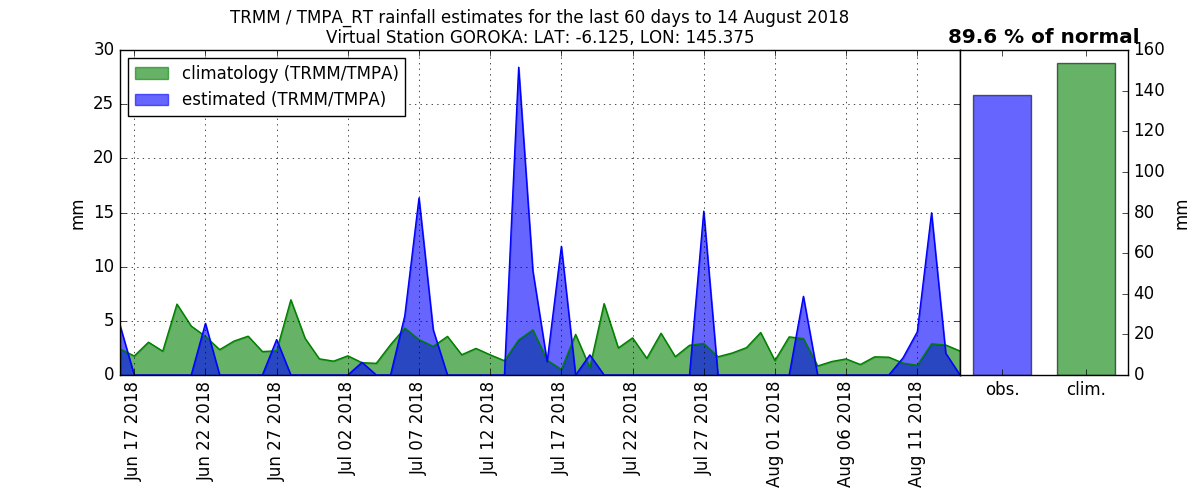 TRMM / TMPA_RT rainfall estimates for the last 60 days to 14 August 2018
Virtual Station GOROKA: LAT: -6.125, LON: 145.375
89.6 % of normal
climatology (TRMM/TMPA)
estimated (TRMM/TMPA)
30
25
20
15
10
5
0
mm
160
140
120
100
80
60
40
20
0
mm
Jun 17 2018
Jun 22 2018
Jun 27 2018
Jul 02 2018
Jul 07 2018
Jul 12 2018
Jul 17 2018
Jul 22 2018
Jul 27 2018
Aug 01 2018
Aug 06 2018
Aug 11 2018
obs.
clim.